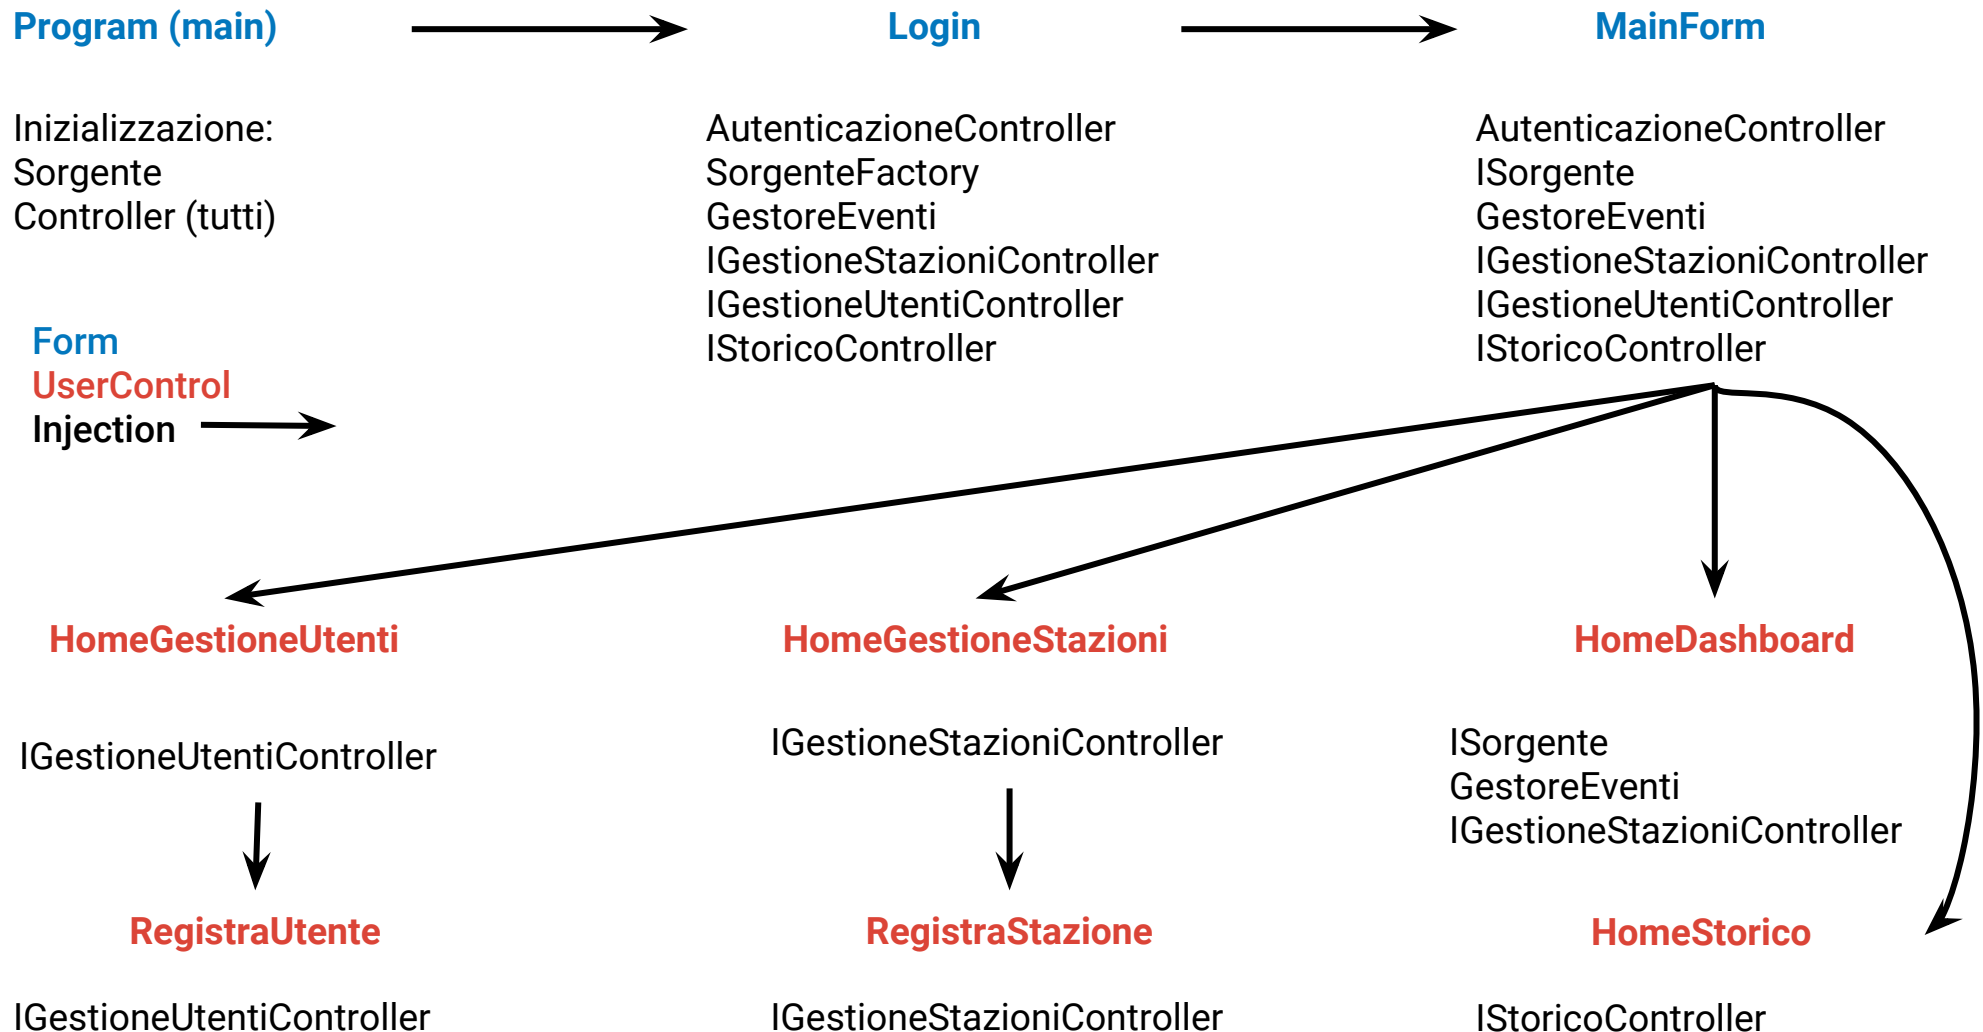 Program (main)
Login
MainForm
Inizializzazione:
Sorgente
Controller (tutti)
AutenticazioneController
SorgenteFactory
GestoreEventi
IGestioneStazioniController
IGestioneUtentiController
IStoricoController
AutenticazioneController
ISorgente
GestoreEventi
IGestioneStazioniController
IGestioneUtentiController
IStoricoController
Form
UserControl
Injection
HomeGestioneUtenti
HomeGestioneStazioni
HomeDashboard
IGestioneUtentiController
IGestioneStazioniController
ISorgente
GestoreEventi
IGestioneStazioniController
RegistraUtente
RegistraStazione
HomeStorico
IGestioneUtentiController
IGestioneStazioniController
IStoricoController